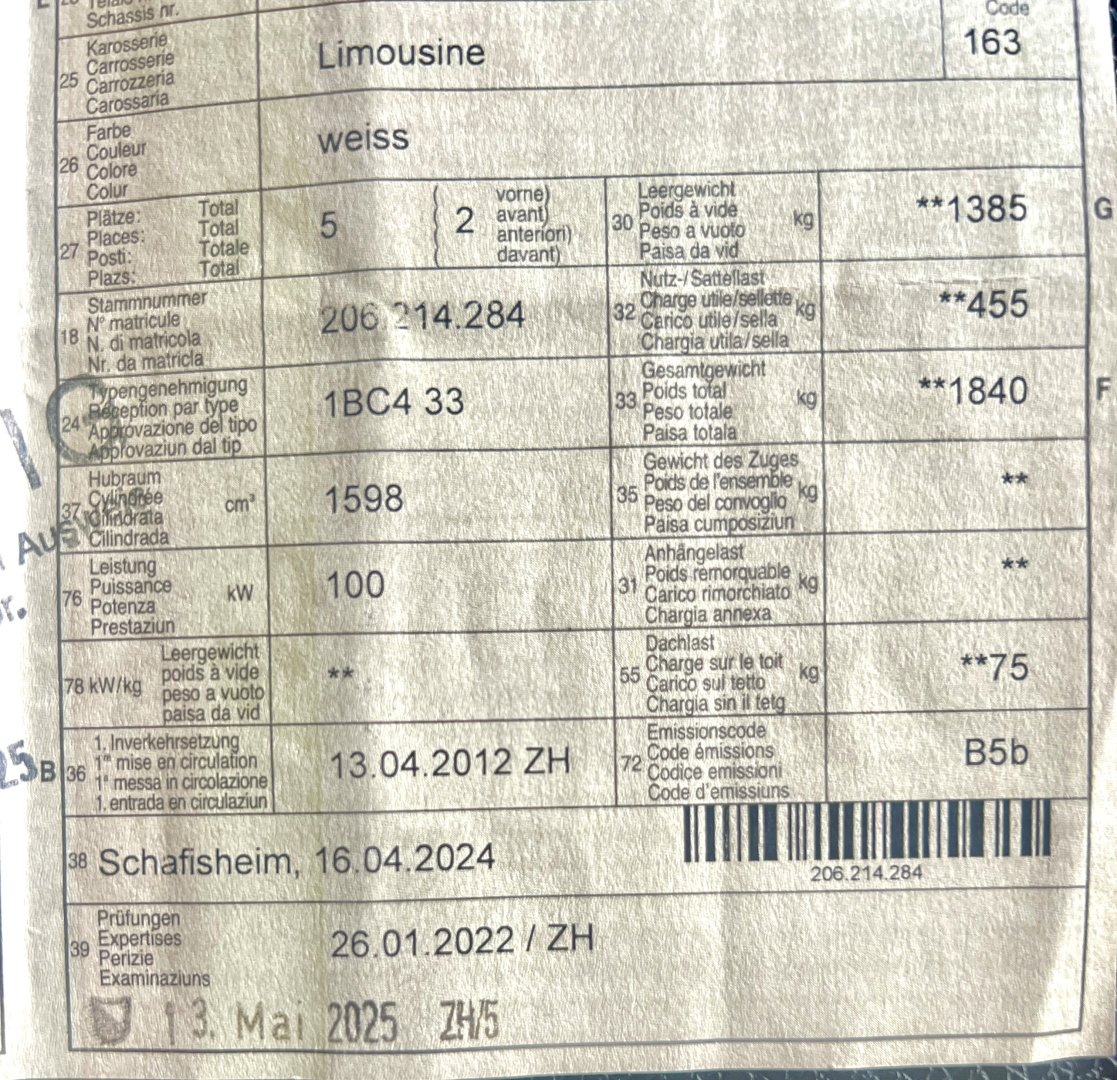 Schassis nr.
Code
25 Karosserie
Carrosserie
Carrozzeria
Carossaria
Limousine
163
26 Farbe
Couleur
Colore
Colur
weiss
27 Plätze: Total
Places: Total
Posti: Totale
Plazs: Total
5 ( 2 vorne)
( avant)
( anteriori)
( davant)
30 Leergewicht
Poids à vide
Peso a vuoto
Paisa da vid
kg
**1385
G
18 Stammnummer
N° matricule
N. di matricola
Nr. da matricla
206.214.284
32 Nutz-/Sattellast
Charge utile/sellette
Carico utile/sella
Chargia utila/sella
kg
**455
24 Typengenehmigung
Réception par type
Approvazione del tipo
Approvaziun dal tip
1BC4 33
33 Gesamtgewicht
Poids total
Peso totale
Paisa totala
kg
**1840
F
37 Hubraum
Cylindrée
Cilindrata
Cilindrada
cm³
1598
35 Gewicht des Zuges
Poids de l'ensemble
Peso del convoglio
Paisa cumposiziun
kg
**
76 Leistung
Puissance
Potenza
Prestaziun
kW
100
31 Anhängelast
Poids remorquable
Carico rimorchiato
Chargia annexa
kg
**
78 kW/kg
Leergewicht
poids à vide
peso a vuoto
paisa da vid
**
55 Dachlast
Charge sur le toit
Carico sul tetto
Chargia sin il tetg
kg
**75
B
36 1. Inverkehrsetzung
1re mise en circulation
1a messa in circolazione
1. entrada en circulaziun
13.04.2012 ZH
72 Emissionscode
Code émissions
Codice emissioni
Code d'emissiuns
B5b
38 Schafisheim, 16.04.2024
206.214.284
39 Prüfungen
Expertises
Perizie
Examinaziuns
26.01.2022 / ZH
13. Mai 2025 ZH/5